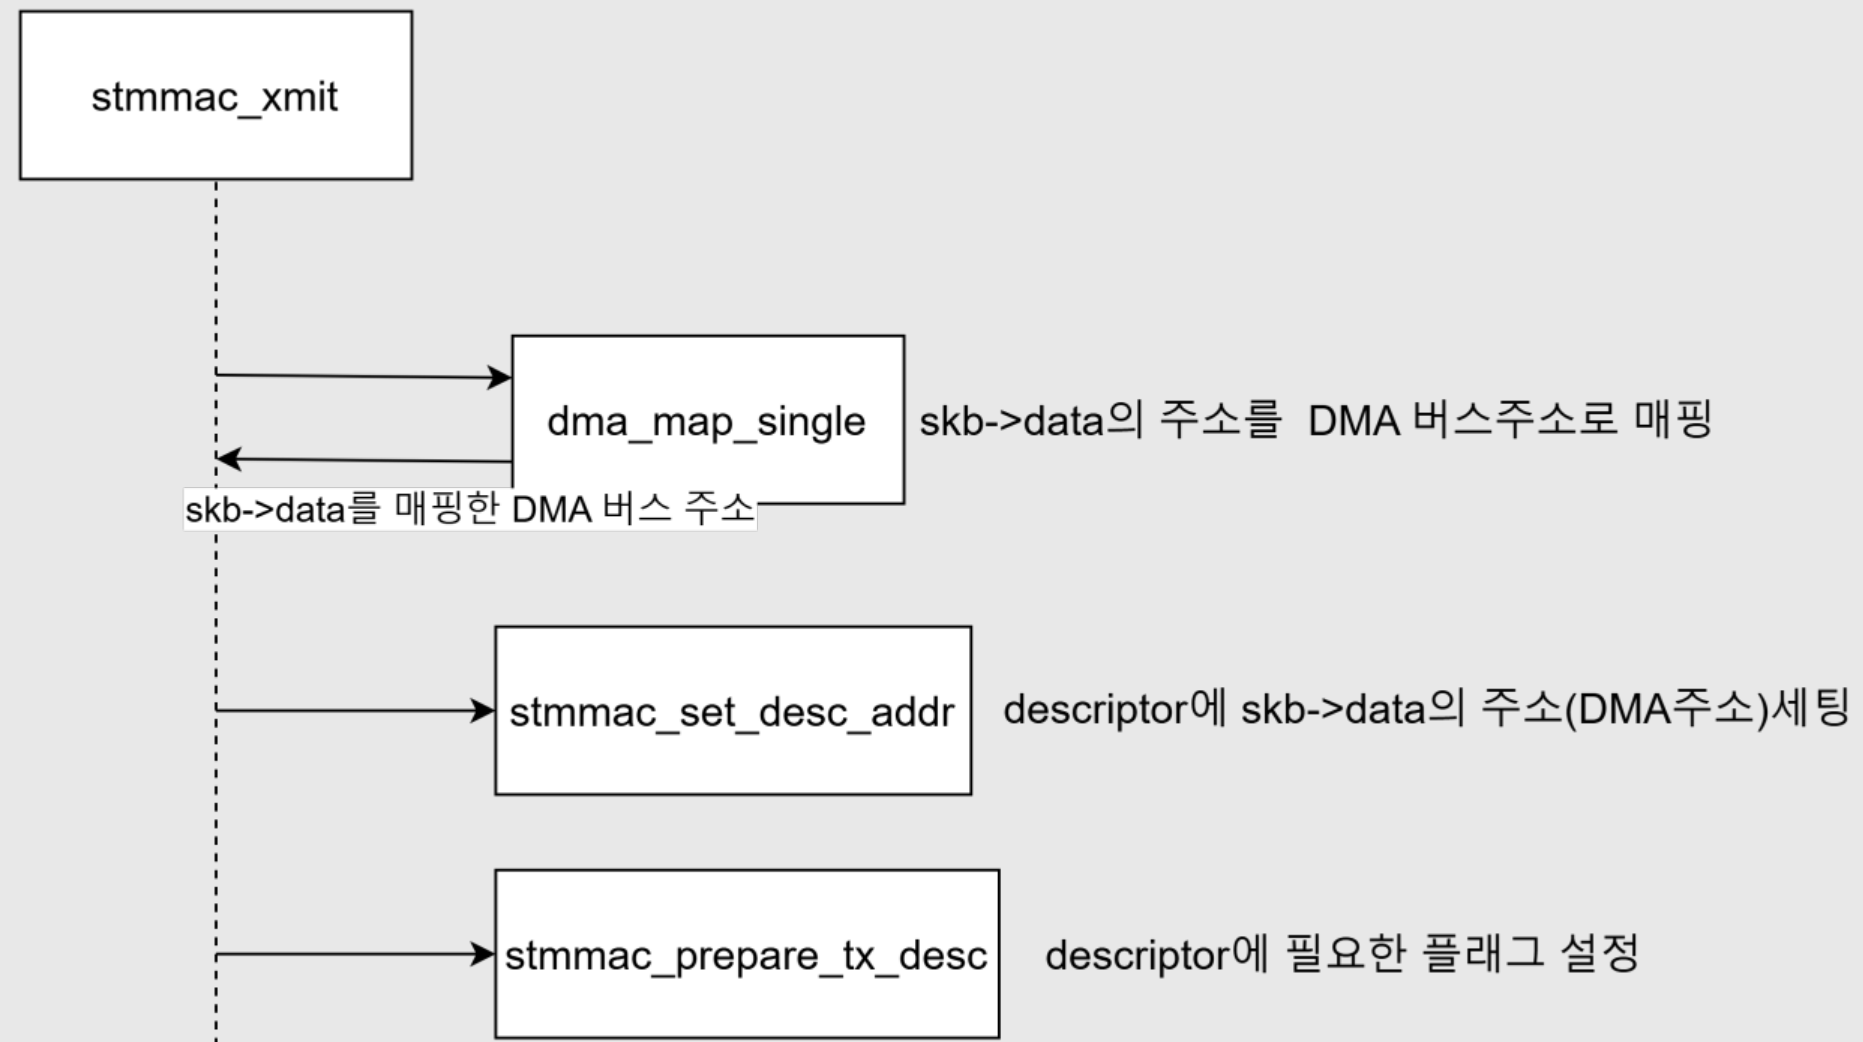 stmmac_xmit
dma_map_single
skb->data의 주소를 DMA 버스주소로 매핑
skb->data를 매핑한 DMA 버스 주소
stmmac_set_desc_addr
descriptor에 skb->data의 주소(DMA주소)세팅
stmmac_prepare_tx_desc
descriptor에 필요한 플래그 설정